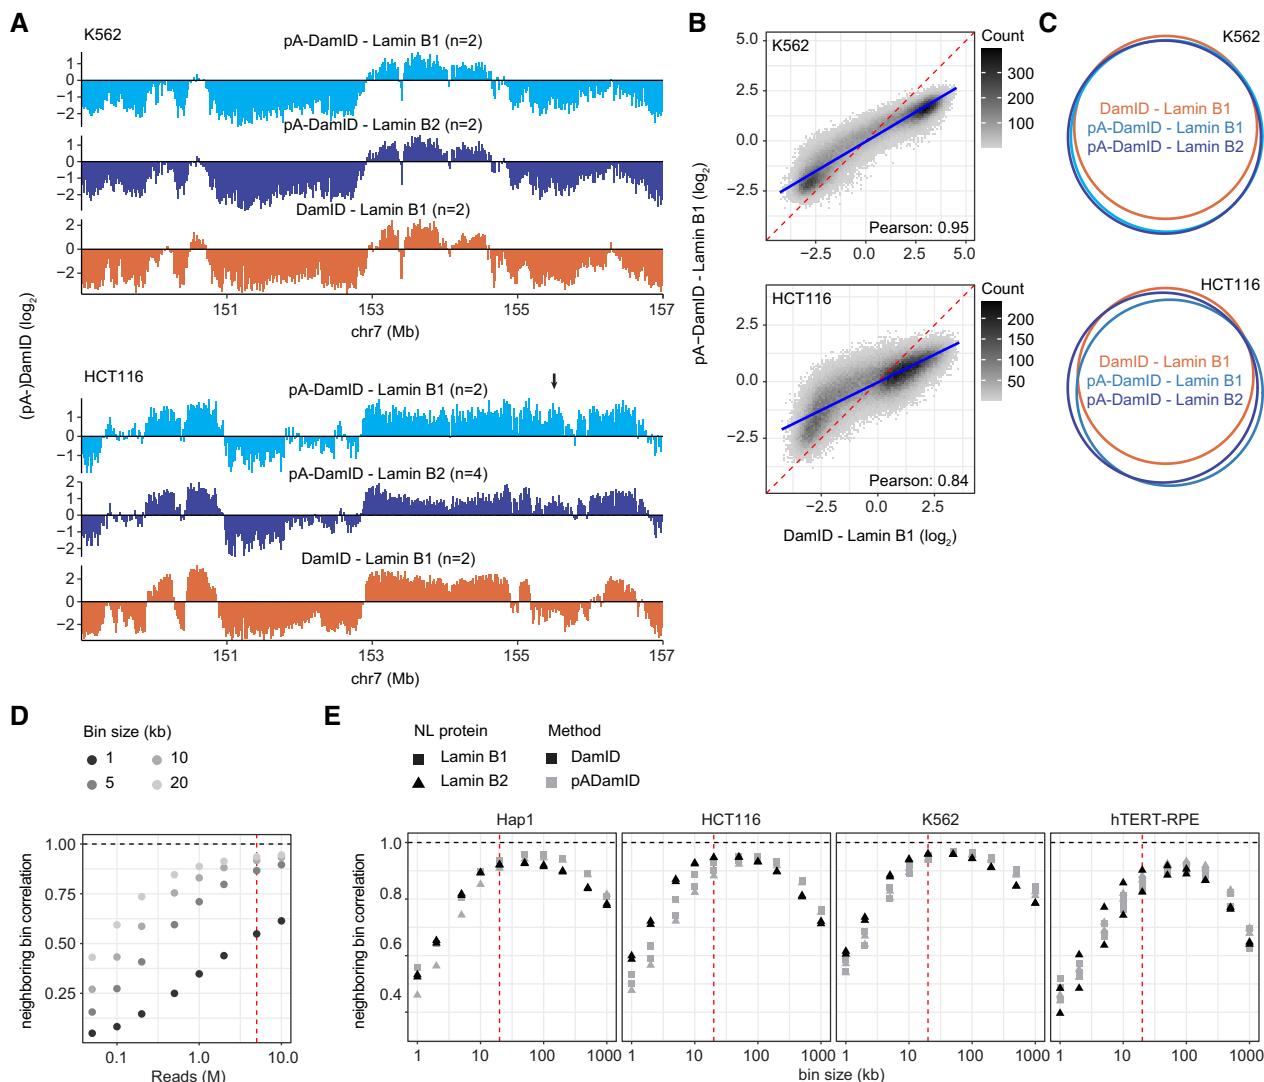 A
K562
pA-DamID - Lamin B1 (n=2)
1
0
−1
−2
pA-DamID - Lamin B2 (n=2)
1
0
−1
−2
DamID - Lamin B1 (n=2)
2
0
−2
151
153
155
157
chr7 (Mb)
(pA-)DamID (log2)
HCT116
pA-DamID - Lamin B1 (n=2)
1
0
−1
−2
pA-DamID - Lamin B2 (n=4)
2
1
0
−1
−2
DamID - Lamin B1 (n=2)
2
0
−2
151
153
155
157
chr7 (Mb)
B
K562
5.0
2.5
0.0
−2.5
Pearson: 0.95
−2.5
0.0
2.5
5.0
Count
300
200
100
pA−DamID - Lamin B1 (log2)
HCT116
2.5
0.0
−2.5
Pearson: 0.84
−2.5
0.0
2.5
Count
200
150
100
50
DamID - Lamin B1 (log2)
C
K562
DamID - Lamin B1
pA-DamID - Lamin B1
pA-DamID - Lamin B2
HCT116
DamID - Lamin B1
pA-DamID - Lamin B1
pA-DamID - Lamin B2
D
Bin size (kb)
1
10
5
20
neighboring bin correlation
1.00
0.75
0.50
0.25
0.1
1.0
10.0
Reads (M)
E
NL protein
Lamin B1
Lamin B2
Method
DamID
pADamID
Hap1
HCT116
K562
hTERT-RPE
neighboring bin correlation
1.0
0.8
0.6
0.4
1
10
100
1000
1
10
100
1000
1
10
100
1000
1
10
100
1000
bin size (kb)